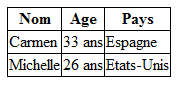 Nom Age Pays
Carmen 33 ans Espagne
Michelle 26 ans Etats-Unis